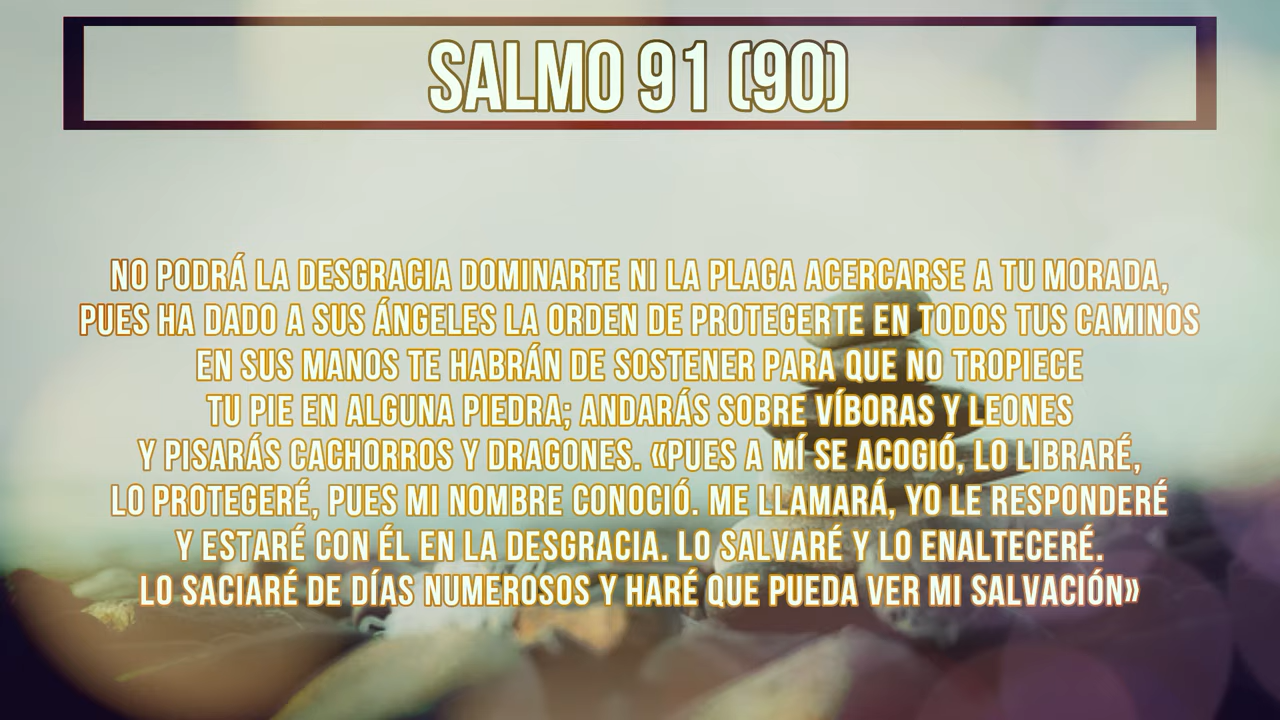 SALMO 91 (90)
NO PODRÁ LA DESGRACIA DOMINARTE NI LA PLAGA ACERCARSE A TU MORADA,
PUES HA DADO A SUS ÁNGELES LA ORDEN DE PROTEGERTE EN TODOS TUS CAMINOS
EN SUS MANOS TE HABRÁN DE SOSTENER PARA QUE NO TROPIECE
TU PIE EN ALGUNA PIEDRA; ANDARÁS SOBRE VÍBORAS Y LEONES
Y PISARÁS CACHORROS Y DRAGONES. «PUES A MÍ SE ACOGIÓ, LO LIBRARÉ,
LO PROTEGERÉ, PUES MI NOMBRE CONOCIÓ. ME LLAMARÁ, YO LE RESPONDERÉ
Y ESTARÉ CON ÉL EN LA DESGRACIA. LO SALVARÉ Y LO ENALTECERÉ.
LO SACIARÉ DE DÍAS NUMEROSOS Y HARÉ QUE PUEDA VER MI SALVACIÓN»